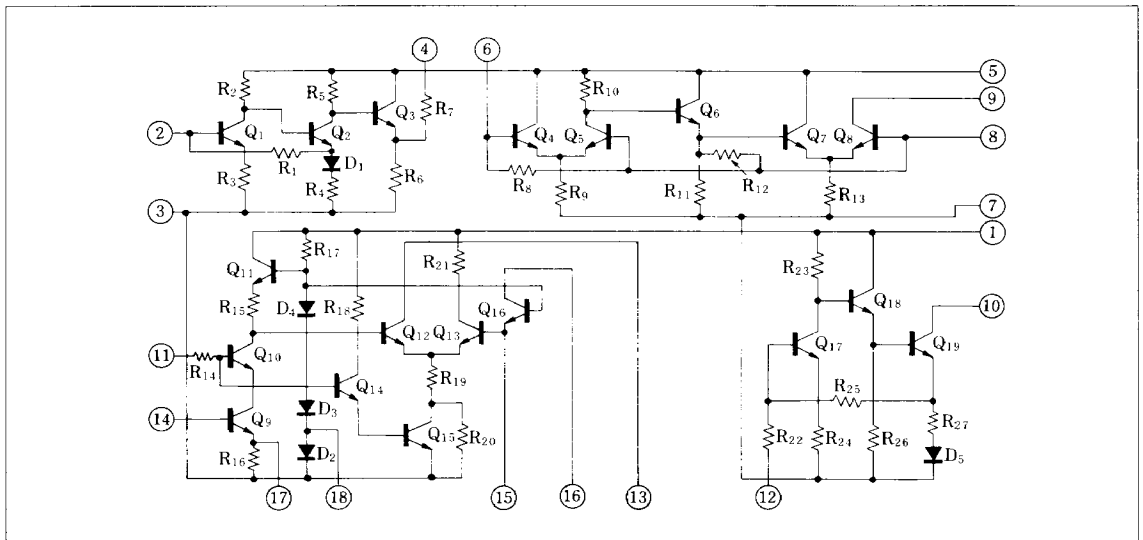 ④ ⑥
R2 R5 R10 ⑤
R7 ⑨
Q3 Q6
② Q1 Q2 Q4 Q5 Q7 Q8 ⑧
R1 D1 R8 R12
R3 R4 R6 R9 R11 R13
③ ⑦
①
R17 R21 R23
Q11
R15 D4 R18 Q16 Q18 ⑩
Q12 Q13
⑪ Q10 Q17 Q19
R14 Q14 R19
R25
⑭ Q9 D3 R27
Q15 R20 R22 R24 R26
R16 D2 D5
⑰ ⑱ ⑮ ⑯ ⑬ ⑫